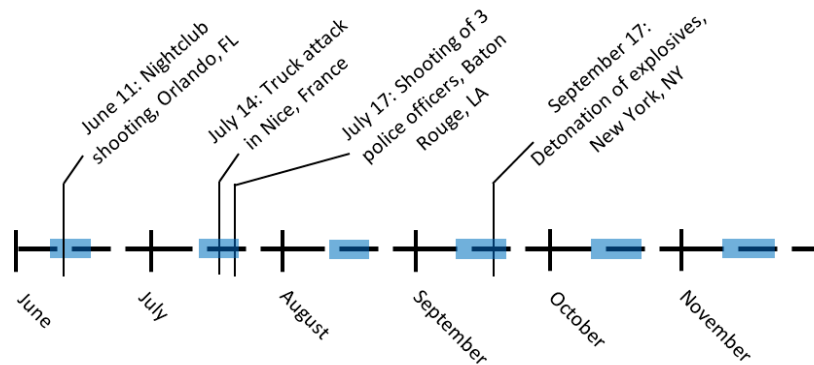 June 11: Nightclub
shooting, Orlando, FL
July 14: Truck attack
in Nice, France
July 17: Shooting of 3
police officers, Baton
Rouge, LA
September 17:
Detonation of explosives,
New York, NY
June
July
August
September
October
November